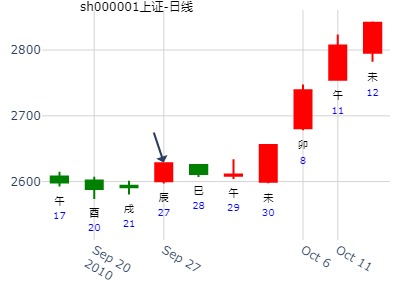 sh000001上证-日线
2800
2700
2600
午
17
酉
20
戌
21
辰
27
巳
28
午
29
未
30
卯
8
午
11
未
12
Sep 20
2010
Sep 27
Oct 6
Oct 11